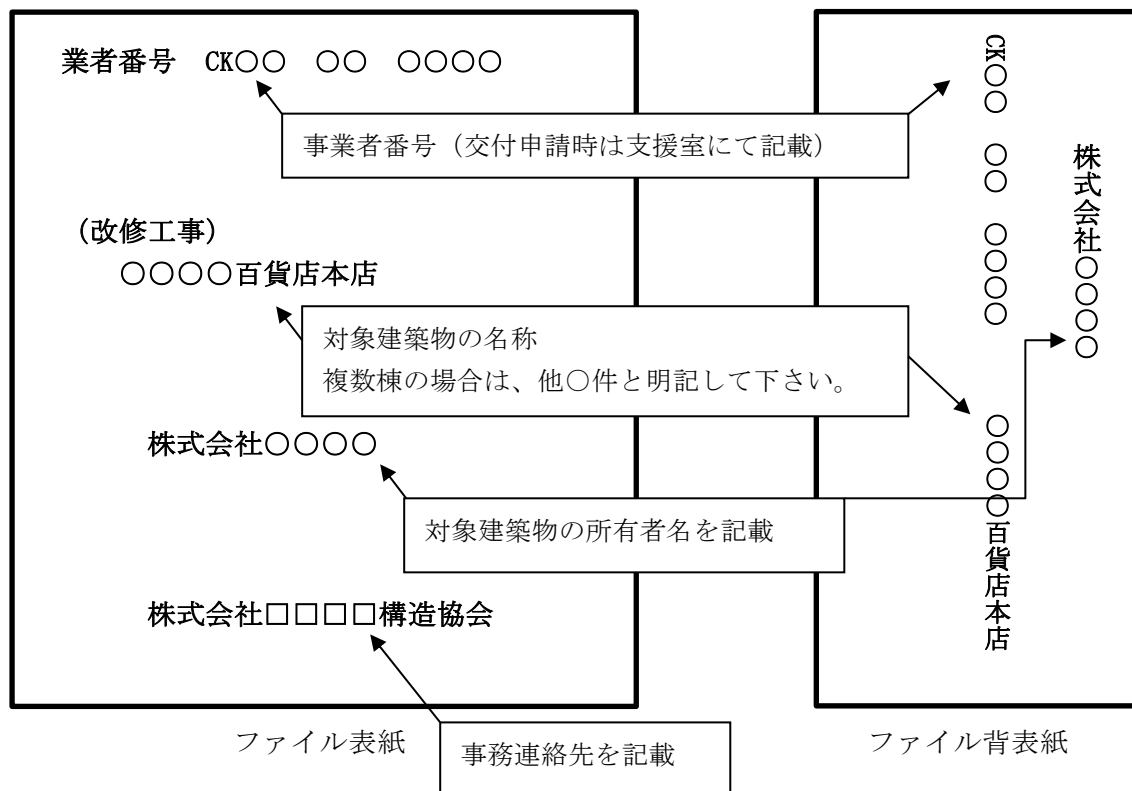 業者番号　CK○○　○○　○○○○
事業者番号（交付申請時は支援室にて記載）
（改修工事）
○○○○百貨店本店
対象建築物の名称
複数棟の場合は、他○件と明記して下さい。
株式会社○○○○
対象建築物の所有者名を記載
株式会社□□□□構造協会
事務連絡先を記載
ファイル表紙
株式会社○○○○
CK○○　○○　○○○○　○○○○百貨店本店
ファイル背表紙